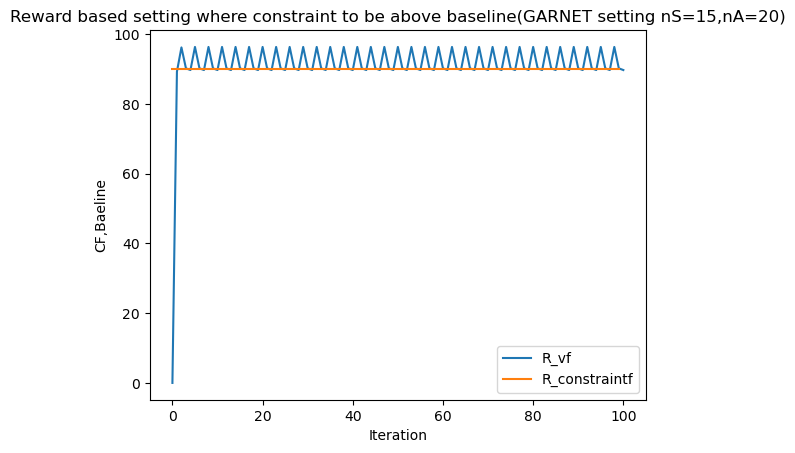 Reward based setting where constraint to be above baseline(GARNET setting nS=15,nA=20)
100
80
60
40
20
0
CF,Baeline
R_vf
R_constraintf
0 20 40 60 80 100
Iteration